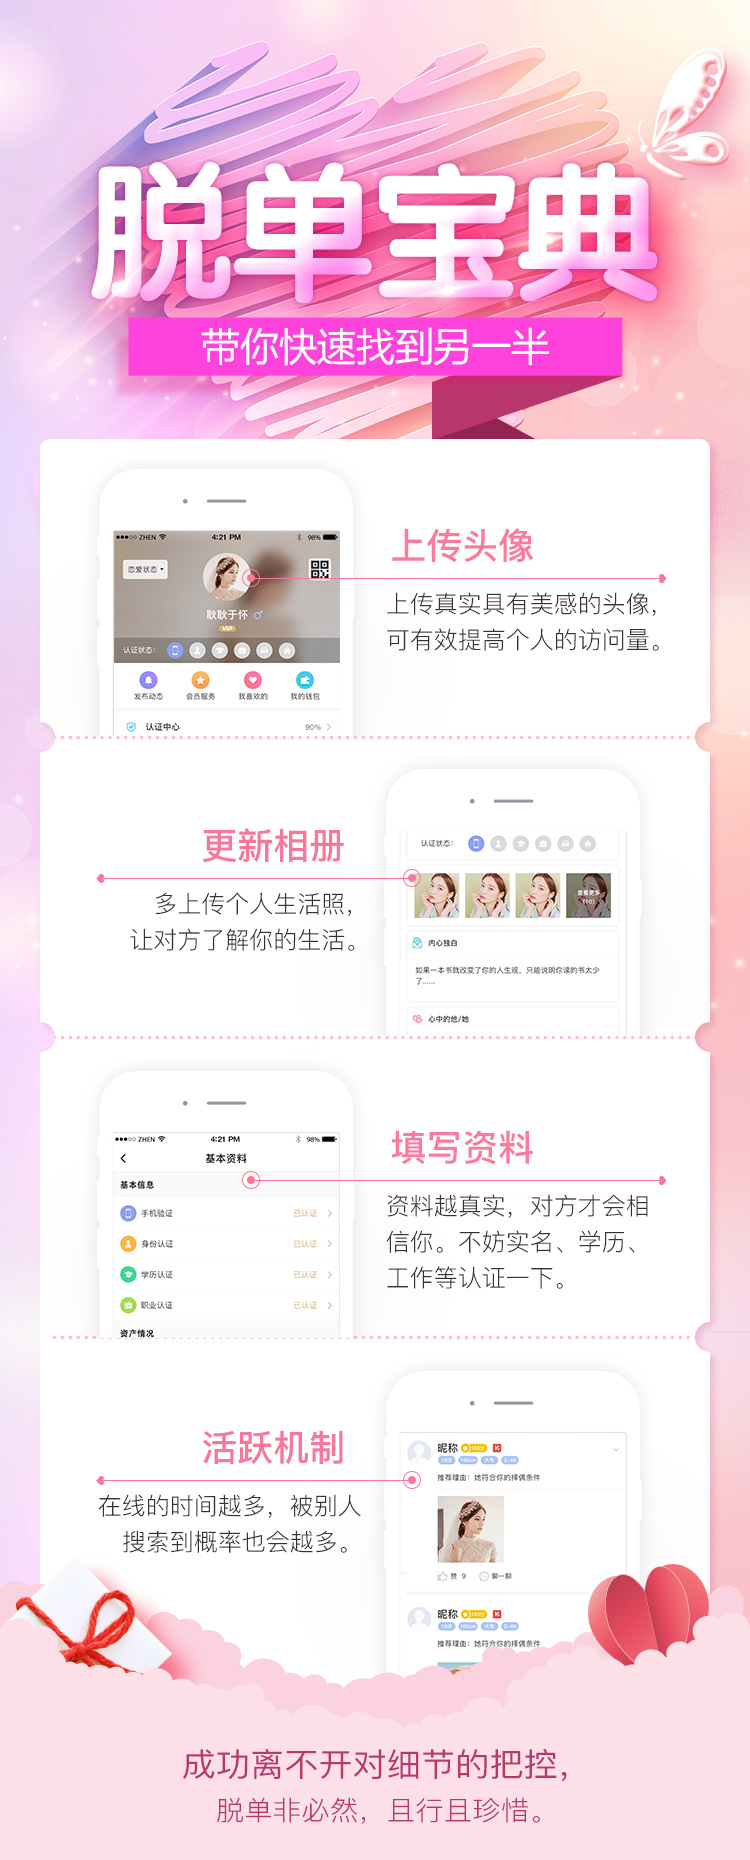 脱单宝典
带你快速找到另一半
ZHEN 4:21 PM 98%
恋爱状态
耿耿于怀
VIP
认证状态：
发布动态 会员服务 我喜欢的 我的钱包
认证中心 90%
上传头像
上传真实具有美感的头像，
可有效提高个人的访问量。
更新相册
多上传个人生活照，
让对方了解你的生活。
认证状态：
查看更多
(10)
内心独白
如果一本书就改变了你的人生观，只能说明你读的书太少
了......
心中的他/她
ZHEN 4:21 PM 98%
基本资料
基本信息
手机验证 已认证
身份认证 已认证
学历认证 已认证
职业认证 已认证
资产情况
填写资料
资料越真实，对方才会相
信你。不妨实名、学历、
工作等认证一下。
活跃机制
在线的时间越多，被别人
搜索到概率也会越多。
昵称
推荐理由：她符合你的择偶条件
赞 9 聊一聊
昵称
推荐理由：她符合你的择偶条件
成功离不开对细节的把控，
脱单非必然，且行且珍惜。